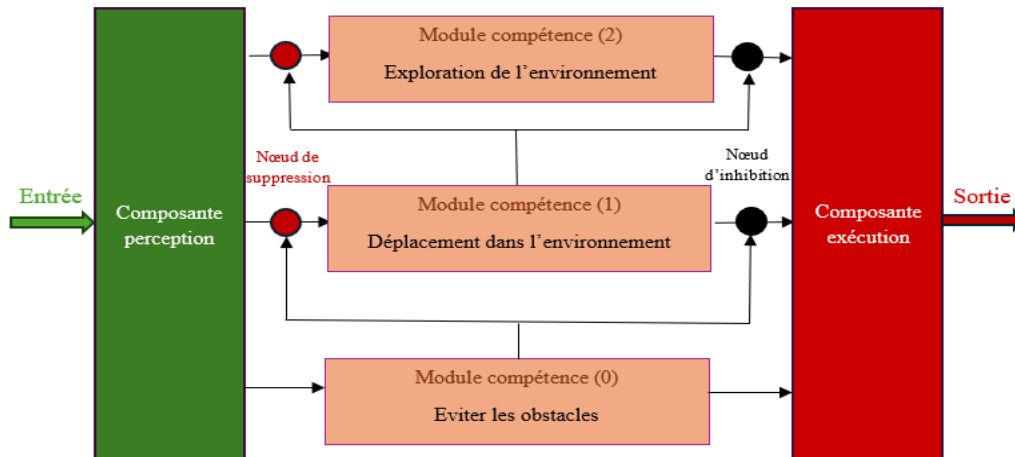 Module compétence (2)
Exploration de l’environnement
Nœud de
suppression
Nœud
d’inhibition
Entrée
Composante
perception
Module compétence (1)
Déplacement dans l’environnement
Composante
exécution
Sortie
Module compétence (0)
Eviter les obstacles